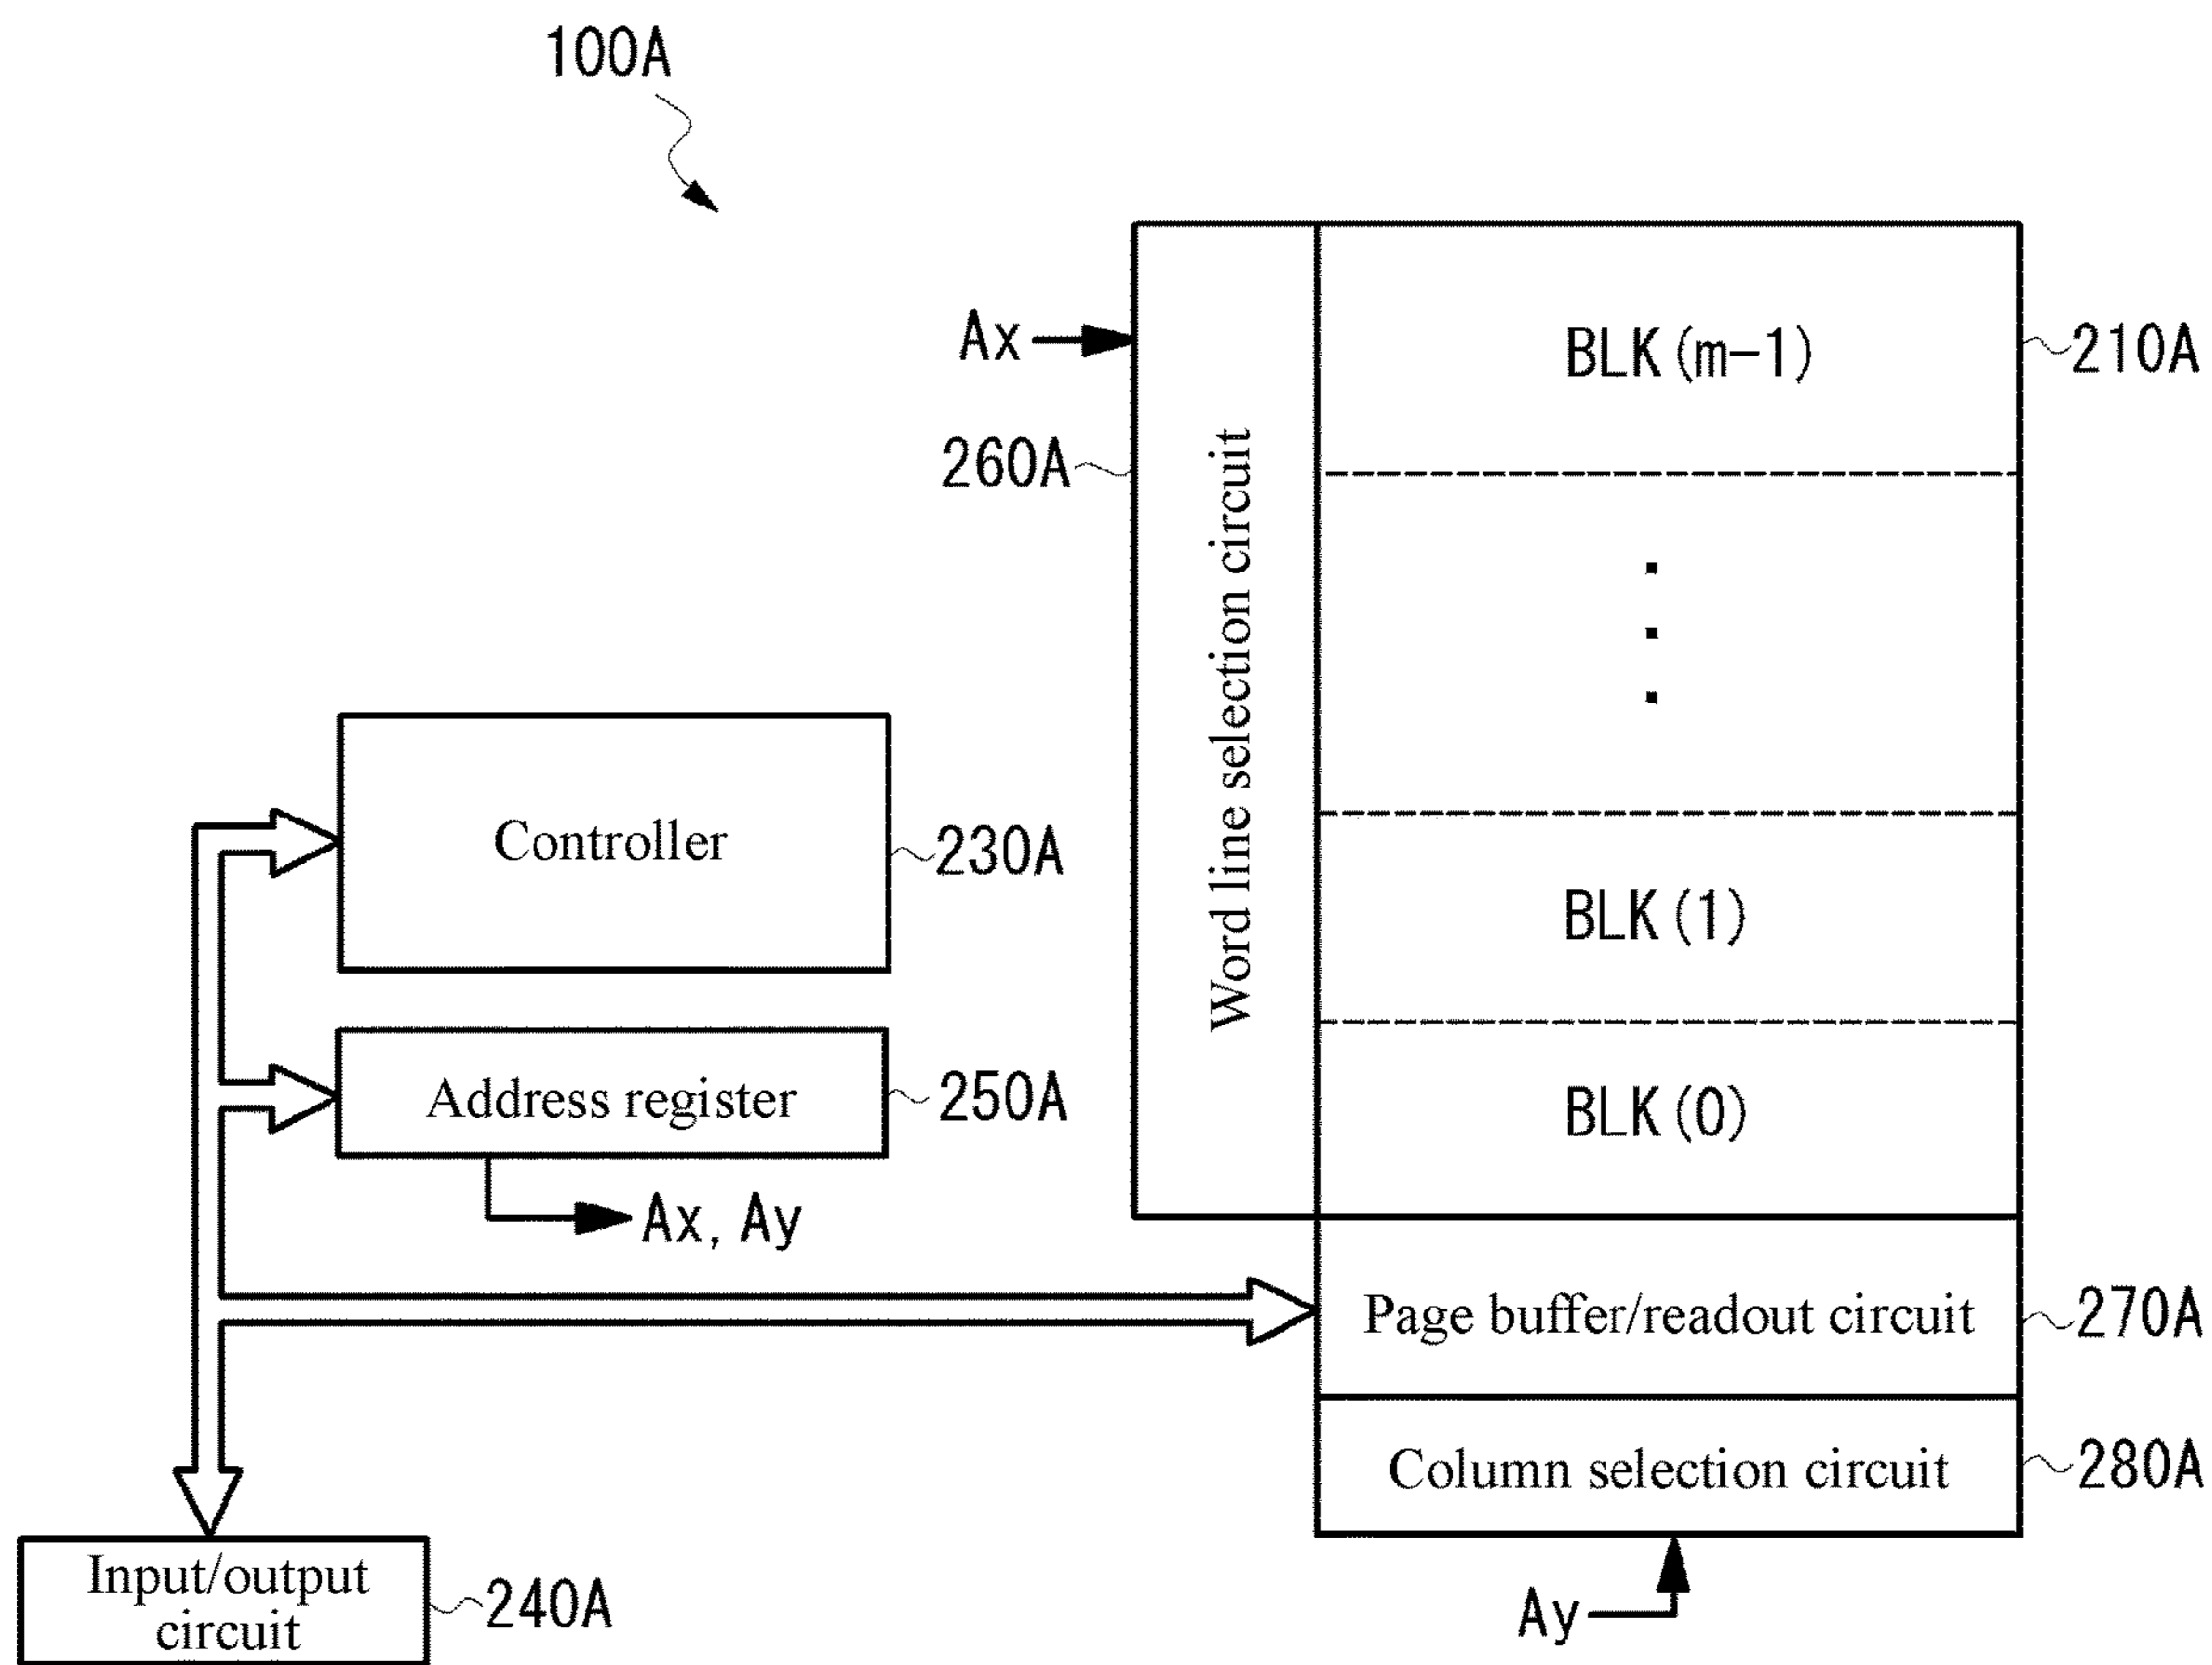 100A
Ax
BLK(m-1)
210A
260A
Word line selection circuit
Controller
230A
BLK(1)
Address register
250A
BLK(0)
Ax, Ay
Page buffer/readout circuit
270A
Column selection circuit
280A
Input/output
circuit
240A
Ay